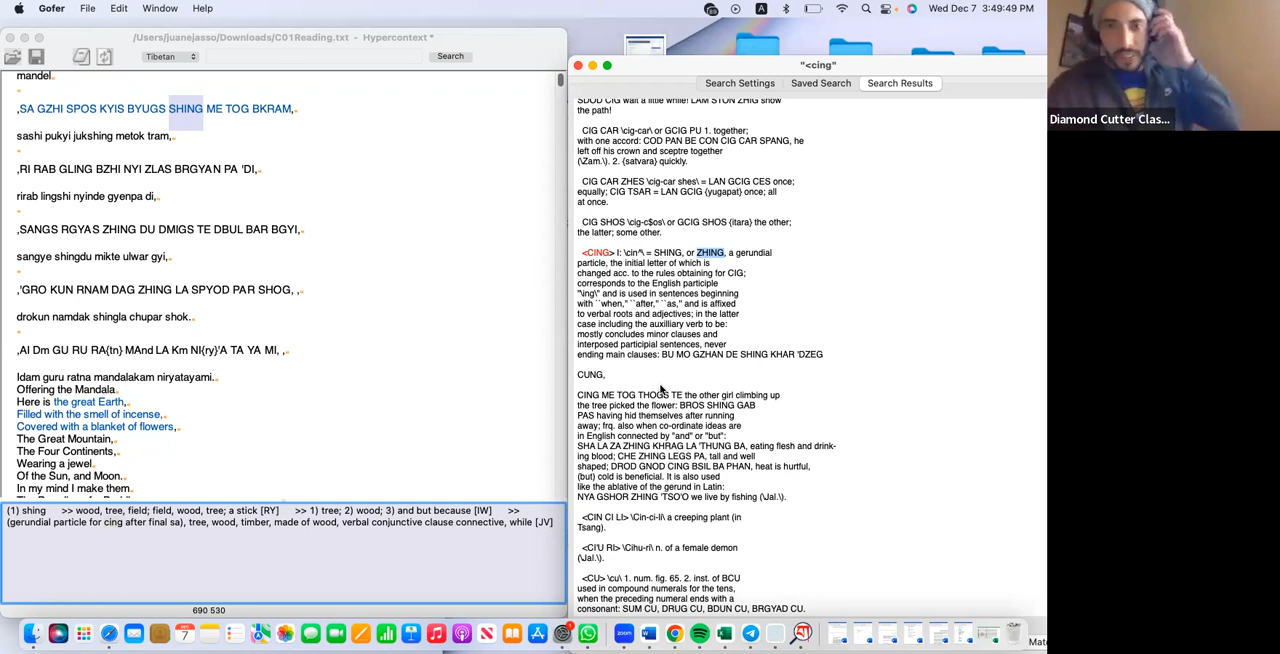 Gofer File Edit Window Help
Wed Dec 7 3:49:49 PM
/Users/juanejasso/Downloads/C01Reading.txt - Hypercontext *
Tibetan
Search
mandel
,SA GZHI SPOS KYIS BYUGS SHING ME TOG BKRAM,
sashi pukyi jukshing metok tram,
,RI RAB GLING BZHI NYI ZLAS BRGYAN PA 'DI,
rirab lingshi nyinde gyenpa di,
,SANGS RGYAS ZHING DU DMIGS TE DBUL BAR BGYI,
sangye shingdu mikte ulwar gyi,
,'GRO KUN RNAM DAG ZHING LA SPYOD PAR SHOG, ,
drokun namdak shingla chupar shok.
,AI Dm GU RU RA{tn} MAnd LA Km NI{ry}'A TA YA MI, ,
Idam guru ratna mandalakam niryatayami.
Offering the Mandala
Here is the great Earth,
Filled with the smell of incense,
Covered with a blanket of flowers,
The Great Mountain,
The Four Continents,
Wearing a jewel
Of the Sun, and Moon.
In my mind I make them
(1) shing >> wood, tree, field; field, wood, tree; a stick [RY] >> 1) tree; 2) wood; 3) and but because [IW] >>
(gerundial particle for cing after final sa), tree, wood, timber, made of wood, verbal conjunctive clause connective, while [JV]
690 530
"<cing"
Search Settings Saved Search Search Results
SDOD CIG wait a little while! LAM STON ZHIG show
the path!
CIG CAR \cig-car\ or GCIG PU 1. together;
with one accord: COD PAN BE CON CIG CAR SPANG, he
left off his crown and sceptre together
(\Zam.\). 2. {satvara} quickly.
CIG CAR ZHES \cig-car shes\ = LAN GCIG CES once;
equally; CIG TSAR = LAN GCIG {yugapat} once; all
at once.
CIG SHOS \cig-c$os\ or GCIG SHOS {itara} the other;
the latter; some other.
<CING> I: \cin^\ = SHING, or ZHING, a gerundial
particle, the initial letter of which is
changed acc. to the rules obtaining for CIG;
corresponds to the English participle
"\ing\" and is used in sentences beginning
with ``when,'' ``after,'' ``as,'' and is affixed
to verbal roots and adjectives; in the latter
case including the auxilliary verb to be:
mostly concludes minor clauses and
interposed participial sentences, never
ending main clauses: BU MO GZHAN DE SHING KHAR 'DZEG
CUNG,
CING ME TOG THOGS TE the other girl climbing up
the tree picked the flower: BROS SHING GAB
PAS having hid themselves after running
away; frq. also when co-ordinate ideas are
in English connected by "and" or "but":
SHA LA ZA ZHING KHRAG LA 'THUNG BA, eating flesh and drink-
ing blood; CHE ZHING LEGS PA, tall and well
shaped; DROD GNOD CING BSIL BA PHAN, heat is hurtful,
(but) cold is beneficial. It is also used
like the ablative of the gerund in Latin:
NYA GSHOR ZHING 'TSO'O we live by fishing (\Jal.\).
<CIN CI LI> \Cin-ci-li\ a creeping plant (in
Tsang).
<CI'U RI> \Cihu-ri\ n. of a female demon
(\Jal.\).
<CU> \cu\ 1. num. fig. 65. 2. inst. of BCU
used in compound numerals for the tens,
when the preceding numeral ends with a
consonant: SUM CU, DRUG CU, BDUN CU, BRGYAD CU.
Diamond Cutter Clas...
Mate